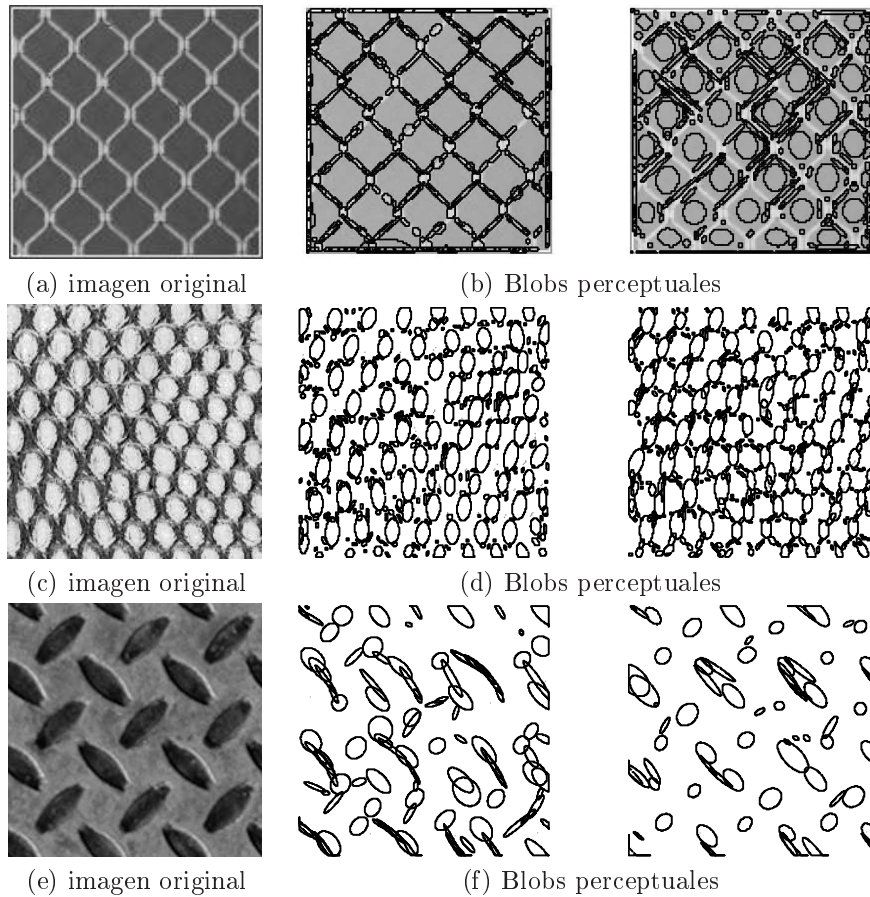 (a) imagen original
(b) Blobs perceptuales
(c) imagen original
(d) Blobs perceptuales
(e) imagen original
(f) Blobs perceptuales